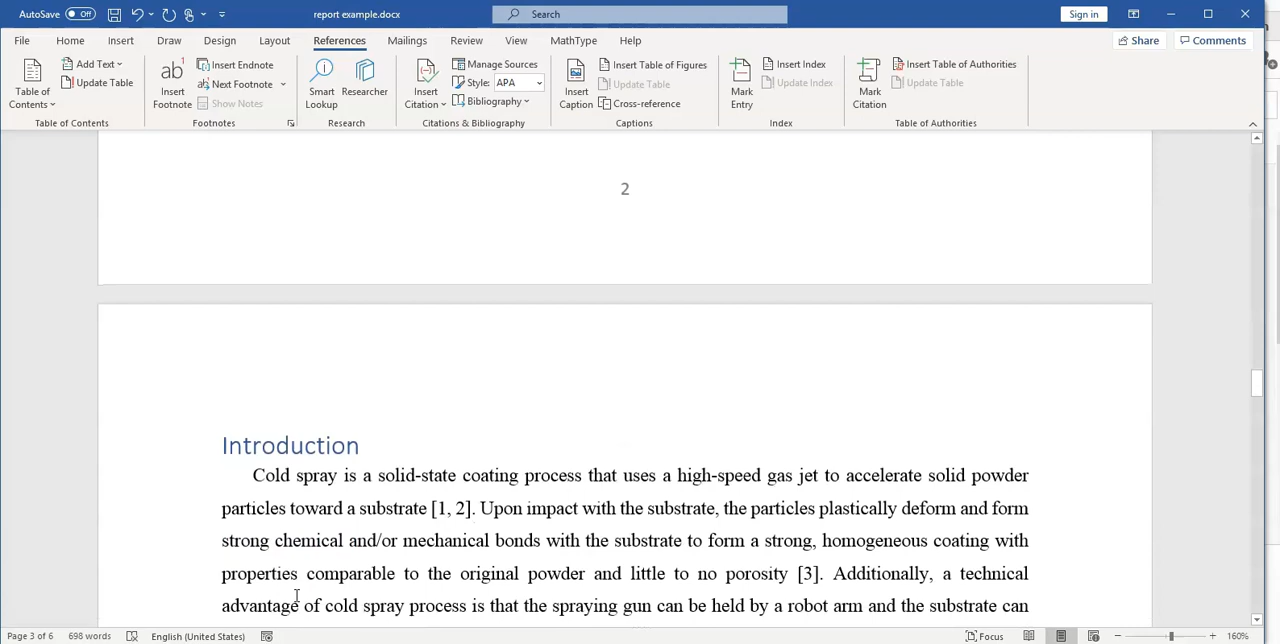 AutoSave Off report example.docx Search Sign in
File Home Insert Draw Design Layout References Mailings Review View MathType Help Share Comments
Table of Contents
Add Text
Update Table
Table of Contents
ab1 Insert Footnote
Insert Endnote
Next Footnote
Show Notes
Footnotes
Smart Lookup
Researcher
Research
Insert Citation
Manage Sources
Style: APA
Bibliography
Citations & Bibliography
Insert Caption
Insert Table of Figures
Update Table
Cross-reference
Captions
Mark Entry
Insert Index
Update Index
Index
Mark Citation
Insert Table of Authorities
Update Table
Table of Authorities
2
Introduction
Cold spray is a solid-state coating process that uses a high-speed gas jet to accelerate solid powder
particles toward a substrate [1, 2]. Upon impact with the substrate, the particles plastically deform and form
strong chemical and/or mechanical bonds with the substrate to form a strong, homogeneous coating with
properties comparable to the original powder and little to no porosity [3]. Additionally, a technical
advantage of cold spray process is that the spraying gun can be held by a robot arm and the substrate can
Page 3 of 6 698 words English (United States) Focus 160%